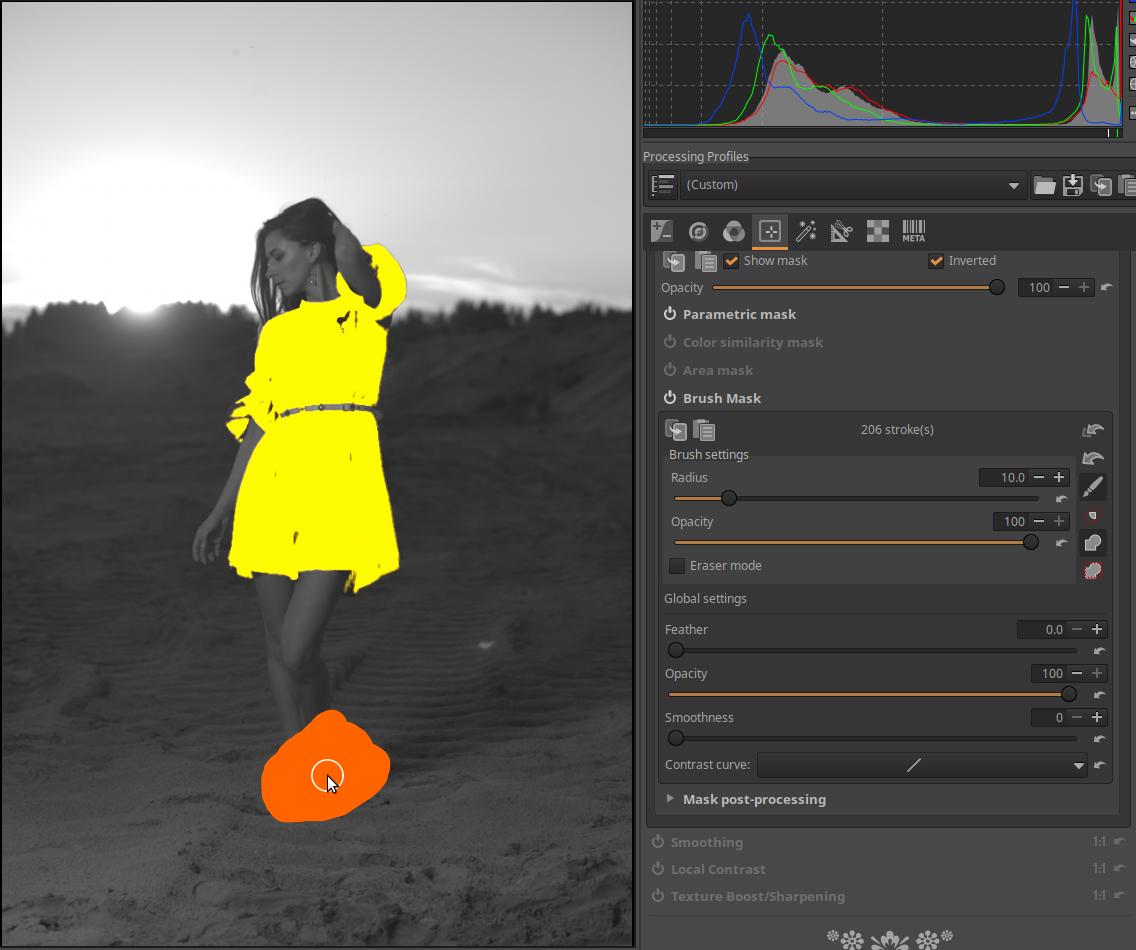 Processing Profiles
(Custom)
META
Show mask
Inverted
Opacity
100
Parametric mask
Color similarity mask
Area mask
Brush Mask
206 stroke(s)
Brush settings
Radius
10.0
Opacity
100
Eraser mode
Global settings
Feather
0.0
Opacity
100
Smoothness
0
Contrast curve:
Mask post-processing
Smoothing
1:1
Local Contrast
1:1
Texture Boost/Sharpening
1:1